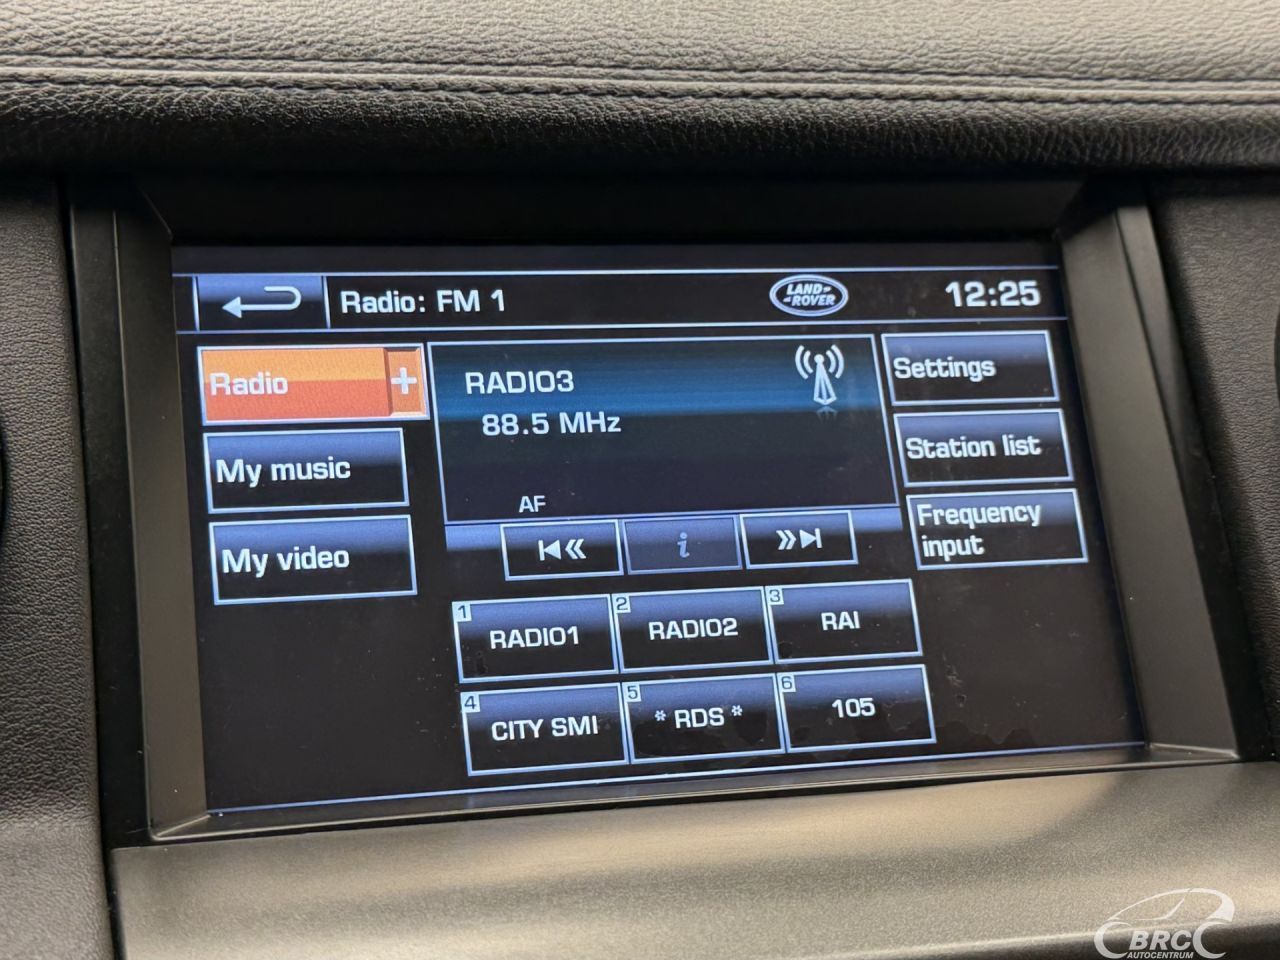 Radio: FM 1
LAND-
-ROVER
12:25
Radio +
My music
My video
RADIO3
88.5 MHz
AF
i
Settings
Station list
Frequency
input
1 RADIO1
2 RADIO2
3 RAI
4 CITY SMI
5 * RDS *
6 105
BRC
AUTOCENTRUM